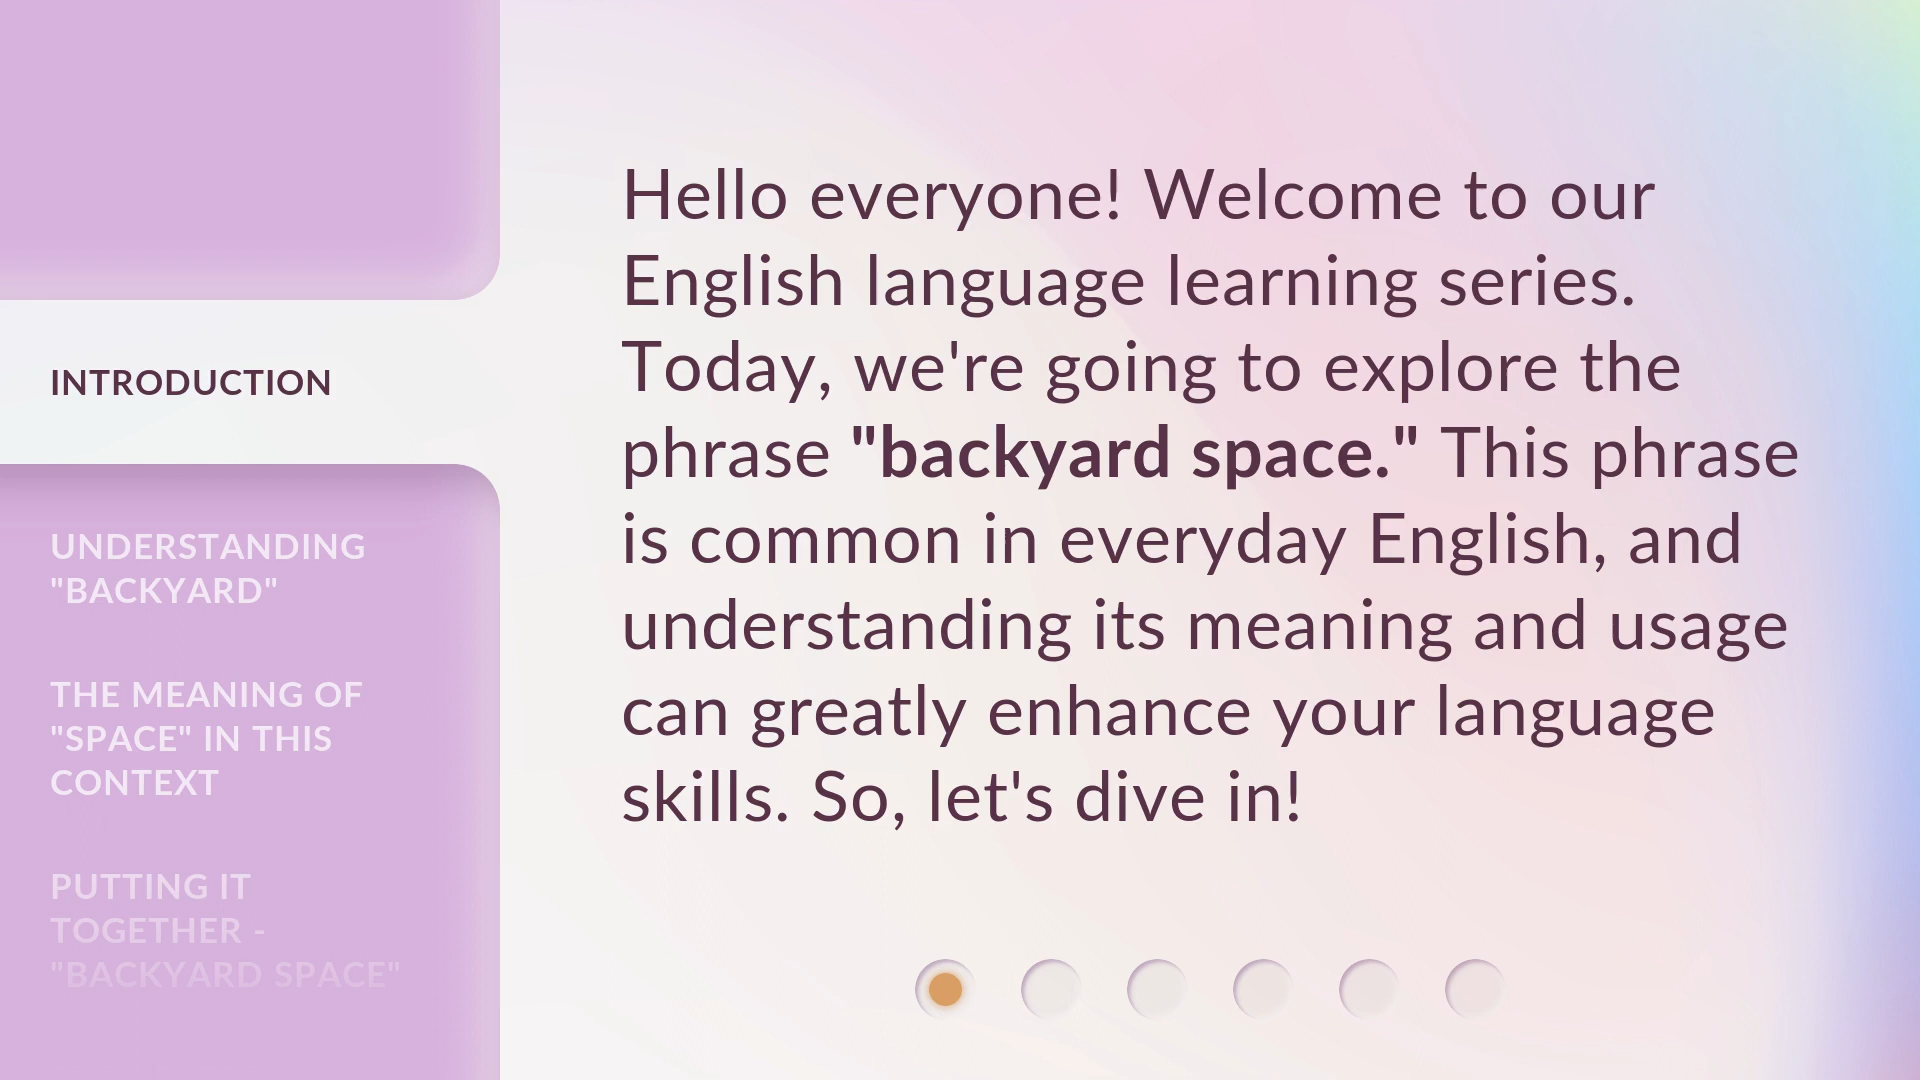 INTRODUCTION
UNDERSTANDING
"BACKYARD"
THE MEANING OF
"SPACE" IN THIS
CONTEXT
PUTTING IT
TOGETHER -
"BACKYARD SPACE"
Hello everyone! Welcome to our
English language learning series.
Today, we're going to explore the
phrase "backyard space." This phrase
is common in everyday English, and
understanding its meaning and usage
can greatly enhance your language
skills. So, let's dive in!